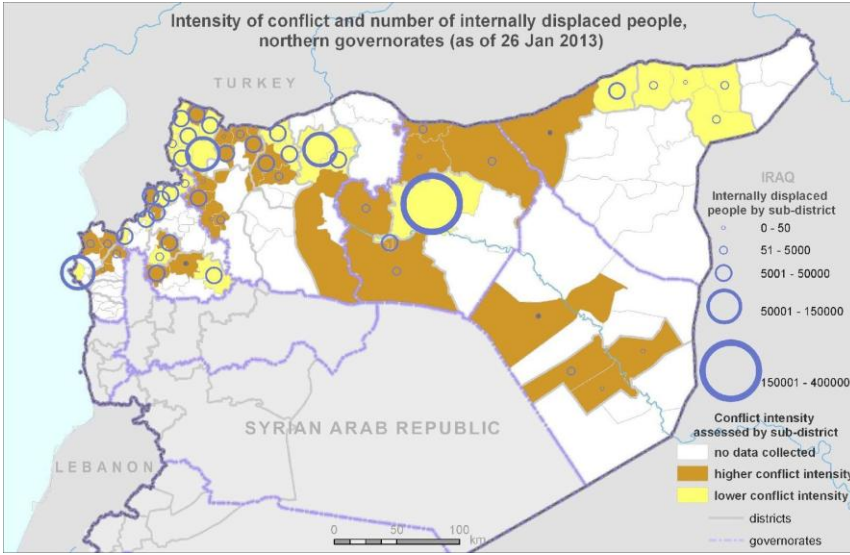 Intensity of conflict and number of internally displaced people,
northern governorates (as of 26 Jan 2013)
TURKEY
IRAQ
Internally displaced
people by sub-district
0 - 50
51 - 5000
5001 - 50000
50001 - 150000
150001 - 400000
Conflict intensity
assessed by sub-district
no data collected
higher conflict intensity
lower conflict intensity
districts
governorates
SYRIAN ARAB REPUBLIC
LEBANON
0 50 100
km